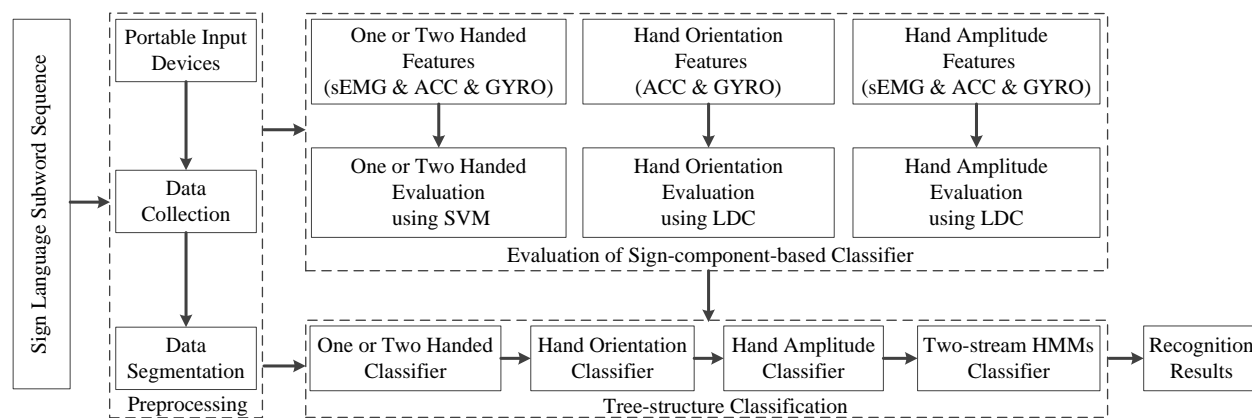 Sign Language Subword Sequence
Portable Input
Devices
Data
Collection
Data
Segmentation
Preprocessing
One or Two Handed
Features
(sEMG & ACC & GYRO)
Hand Orientation
Features
(ACC & GYRO)
Hand Amplitude
Features
(sEMG & ACC & GYRO)
One or Two Handed
Evaluation
using SVM
Hand Orientation
Evaluation
using LDC
Hand Amplitude
Evaluation
using LDC
Evaluation of Sign-component-based Classifier
One or Two Handed
Classifier
Hand Orientation
Classifier
Hand Amplitude
Classifier
Two-stream HMMs
Classifier
Tree-structure Classification
Recognition
Results